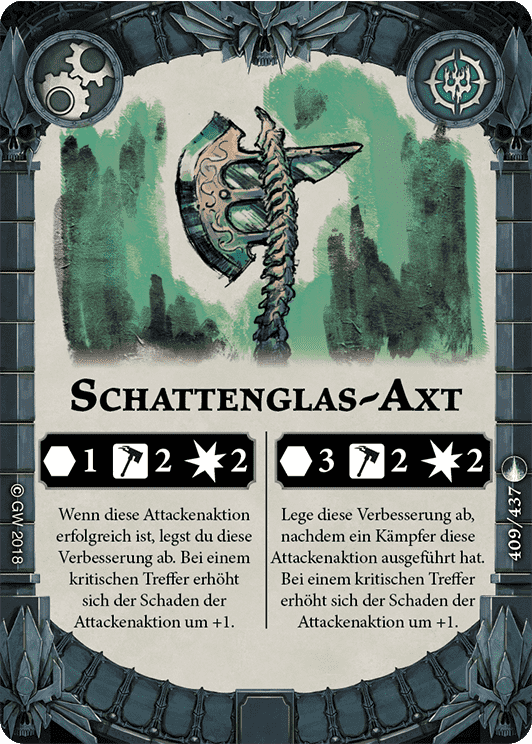 SCHATTENGLAS-AXT
1 2 2
Wenn diese Attackenaktion
erfolgreich ist, legst du diese
Verbesserung ab. Bei einem
kritischen Treffer erhöht
sich der Schaden der
Attackenaktion um +1.
3 2 2
Lege diese Verbesserung ab,
nachdem ein Kämpfer diese
Attackenaktion ausgeführt hat.
Bei einem kritischen Treffer
erhöht sich der Schaden der
Attackenaktion um +1.
©GW 2018
409/437